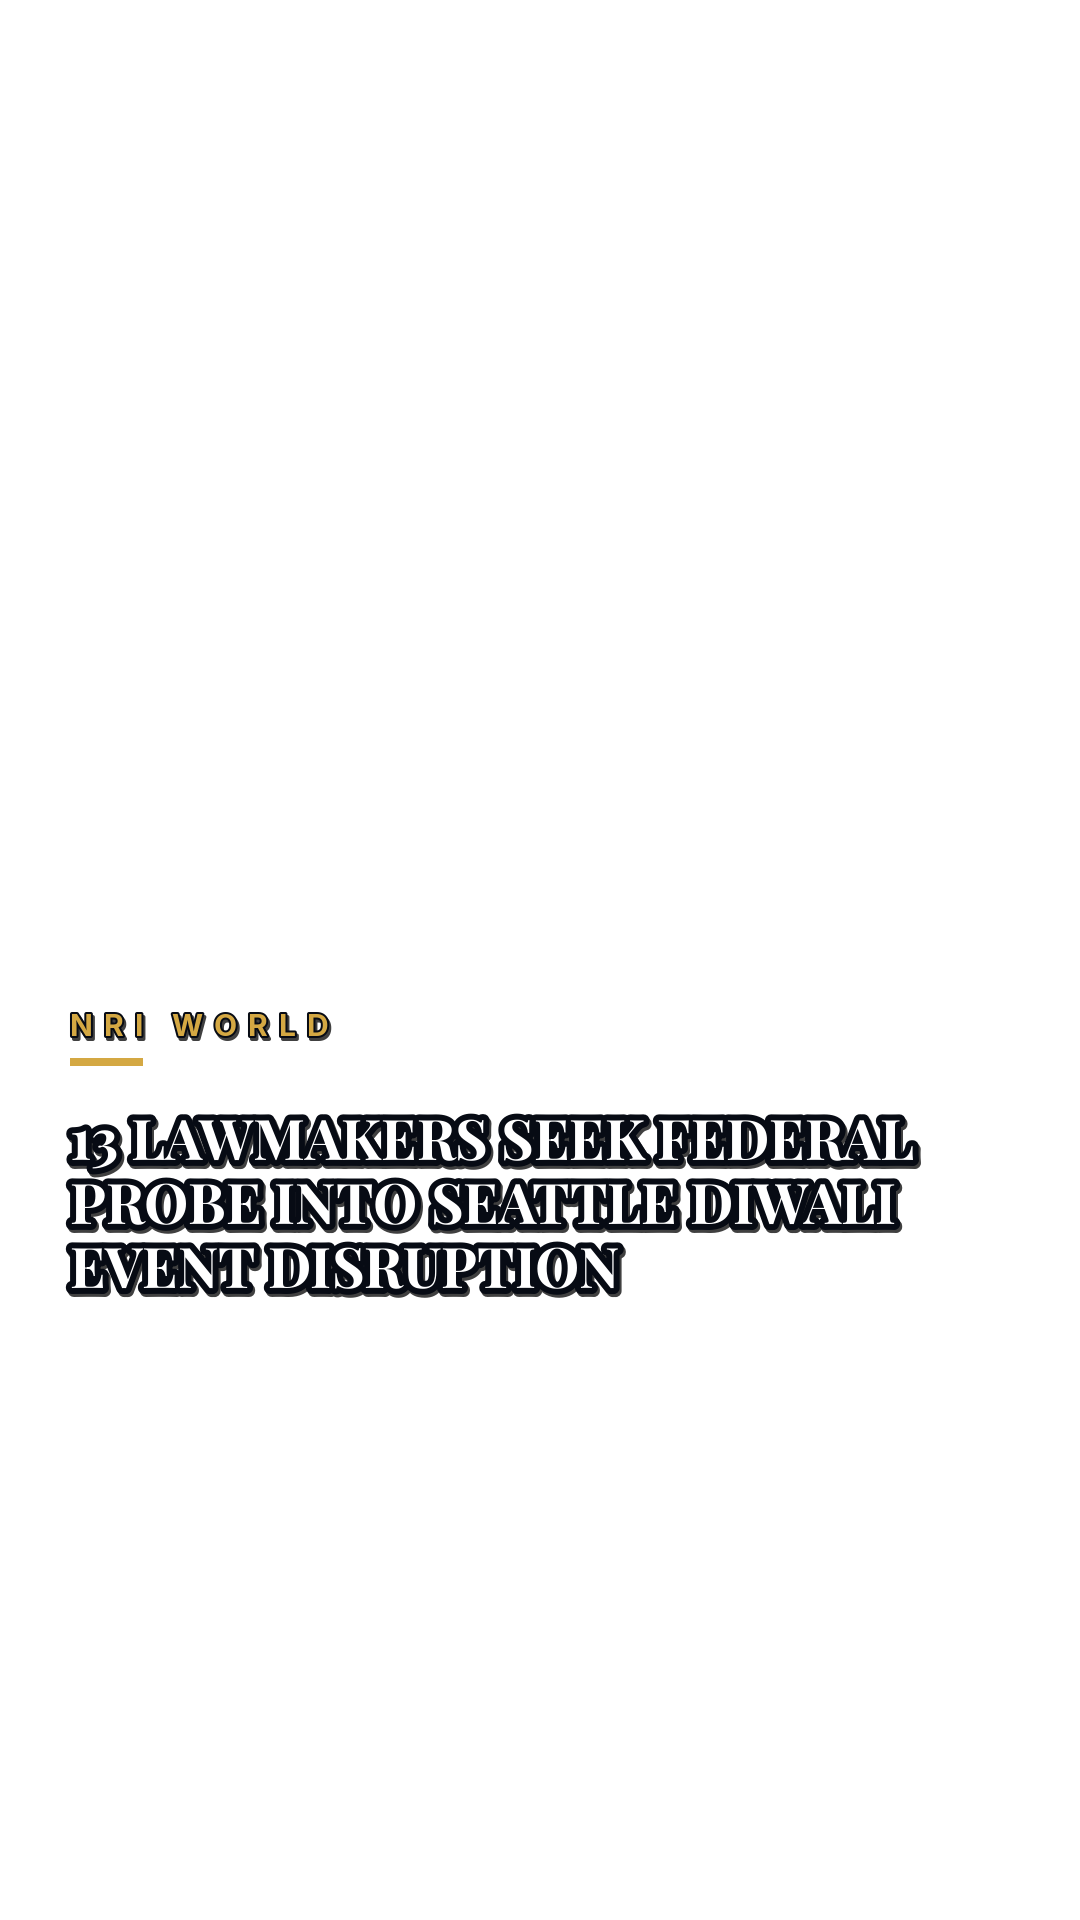 NRI WORLD
13 LAWMAKERS SEEK FEDERAL
PROBE INTO SEATTLE DIWALI
EVENT DISRUPTION